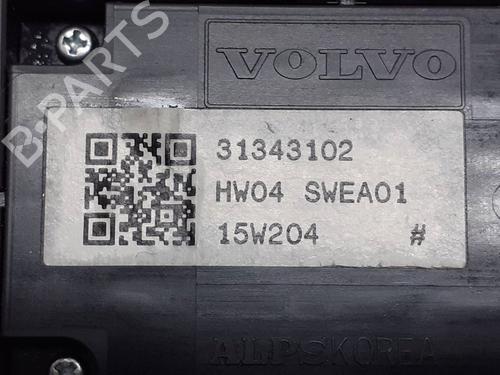 VOLVO
31343102
HW04 SWEA01
15W204 #
ALPS KOREA
B-PARTS